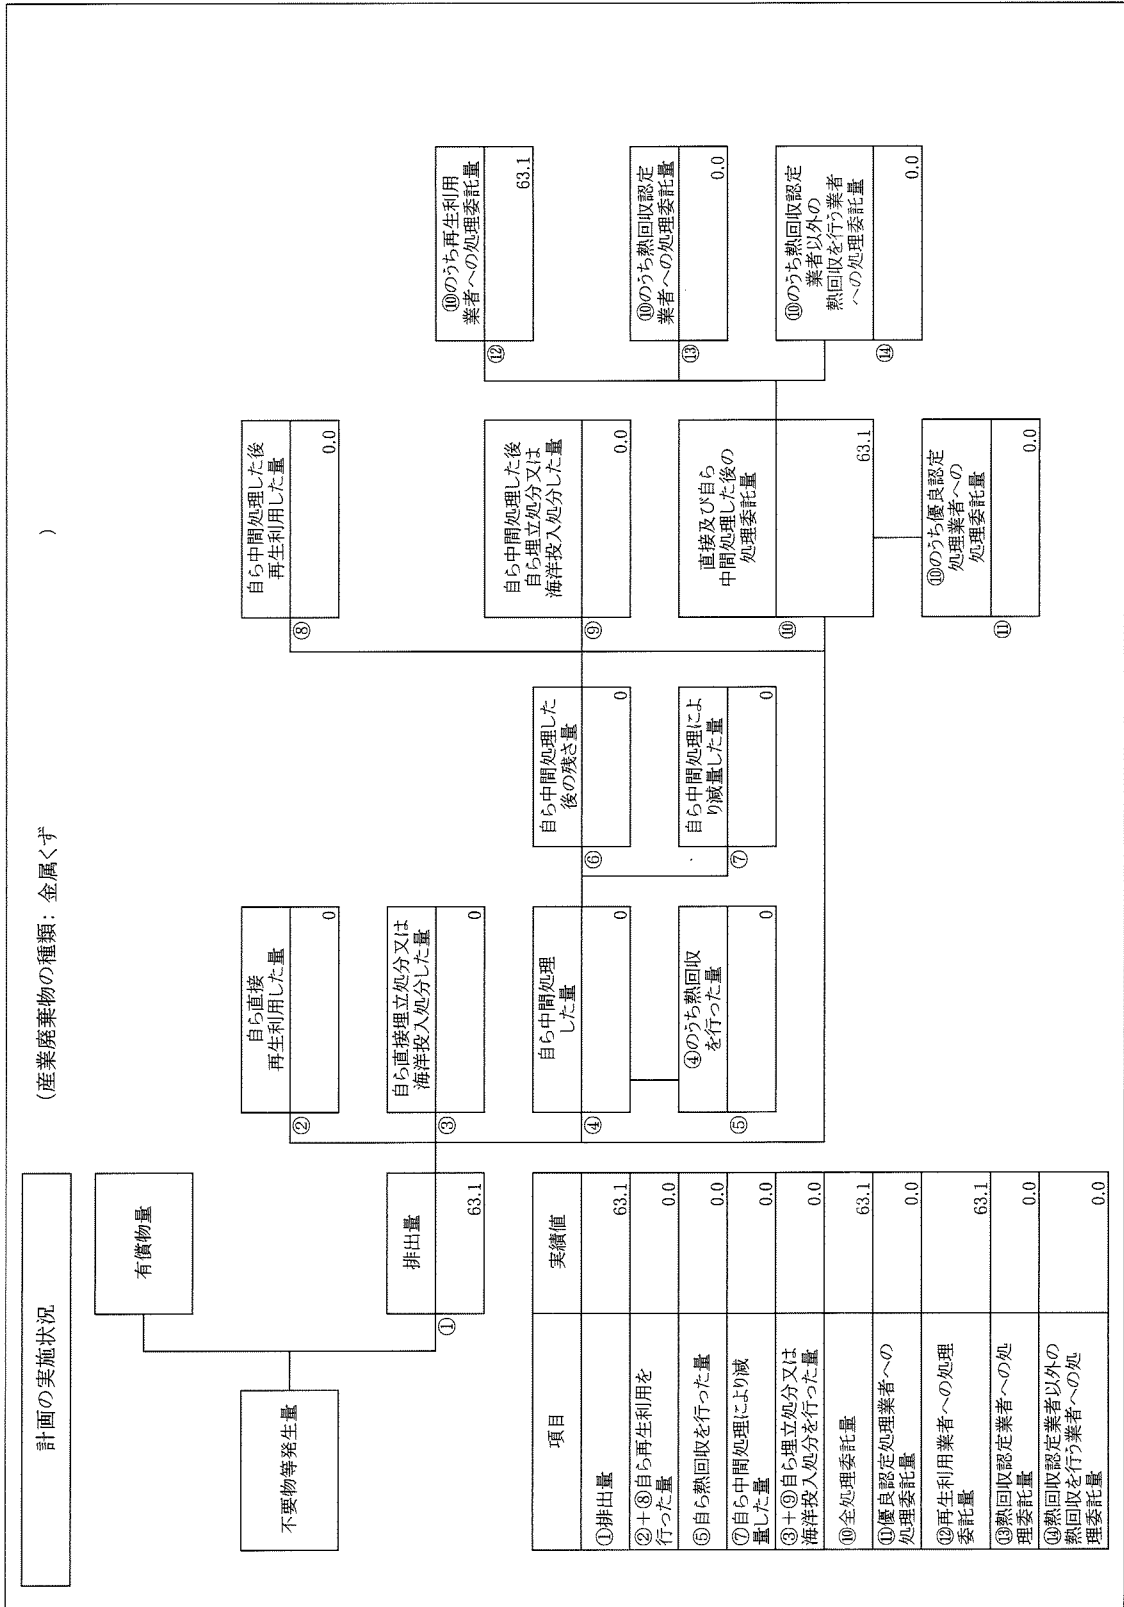 計画の実施状況
(産業廃棄物の種類: 金属くず
)
不要物等発生量
有償物量
排出量
①
63.1
自ら直接
再生利用した量
②
0
自ら直接埋立処分又は
海洋投入処分した量
③
0
自ら中間処理
した量
④
0
④のうち熱回収
を行った量
⑤
0
自ら中間処理した
後の残さ量
⑥
0
自ら中間処理によ
り減量した量
⑦
0
自ら中間処理した後
再生利用した量
⑧
0.0
自ら中間処理した後
自ら埋立処分又は
海洋投入処分した量
⑨
0.0
直接及び自ら
中間処理した後の
処理委託量
⑩
63.1
⑩のうち優良認定
処理業者への
処理委託量
⑪
0.0
⑩のうち再生利用
業者への処理委託量
⑫
63.1
⑩のうち熱回収認定
業者への処理委託量
⑬
0.0
⑩のうち熱回収認定
業者以外の
熱回収を行う業者
への処理委託量
⑭
0.0
項目
実績値
①排出量
63.1
②+⑧自ら再生利用を
行った量
0.0
⑤自ら熱回収を行った量
0.0
⑦自ら中間処理により減
量した量
0.0
③+⑨自ら埋立処分又は
海洋投入処分を行った量
0.0
⑩全処理委託量
63.1
⑪優良認定処理業者への
処理委託量
0.0
⑫再生利用業者への処理
委託量
63.1
⑬熱回収認定業者への処
理委託量
0.0
⑭熱回収認定業者以外の
熱回収を行う業者への処
理委託量
0.0